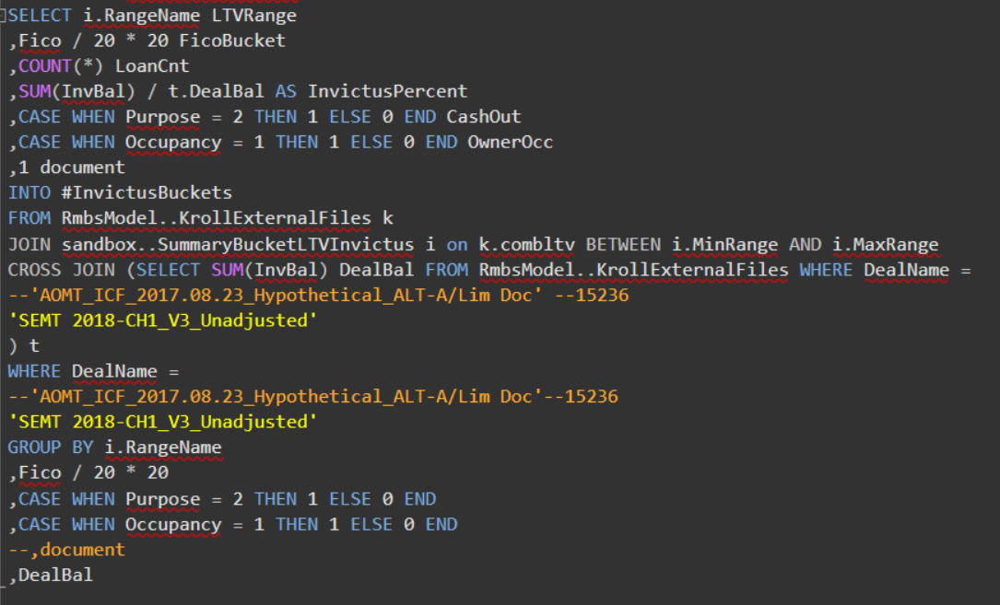 SELECT i.RangeName LTVRange
,Fico / 20 * 20 FicoBucket
,COUNT(*) LoanCnt
,SUM(InvBal) / t.DealBal AS InvictusPercent
,CASE WHEN Purpose = 2 THEN 1 ELSE 0 END CashOut
,CASE WHEN Occupancy = 1 THEN 1 ELSE 0 END OwnerOcc
,1 document
INTO #InvictusBuckets
FROM RmbsModel..KrollExternalFiles k
JOIN sandbox..SummaryBucketLTVInvictus i on k.combltv BETWEEN i.MinRange AND i.MaxRange
CROSS JOIN (SELECT SUM(InvBal) DealBal FROM RmbsModel..KrollExternalFiles WHERE DealName =
--'AOMT_ICF_2017.08.23_Hypothetical_ALT-A/Lim Doc' --15236
'SEMT 2018-CH1_V3_Unadjusted'
) t
WHERE DealName =
--'AOMT_ICF_2017.08.23_Hypothetical_ALT-A/Lim Doc'--15236
'SEMT 2018-CH1_V3_Unadjusted'
GROUP BY i.RangeName
,Fico / 20 * 20
,CASE WHEN Purpose = 2 THEN 1 ELSE 0 END
,CASE WHEN Occupancy = 1 THEN 1 ELSE 0 END
--,document
,DealBal